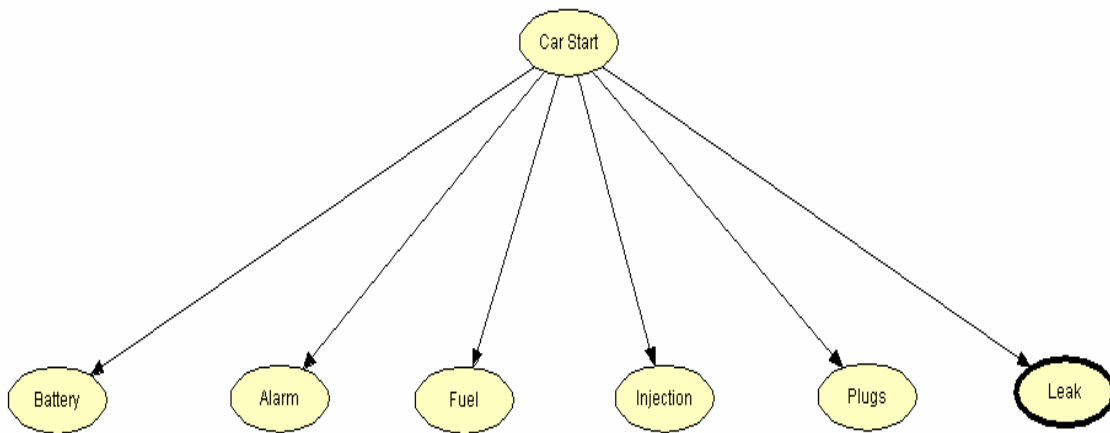 Car Start
Battery
Alarm
Fuel
Injection
Plugs
Leak